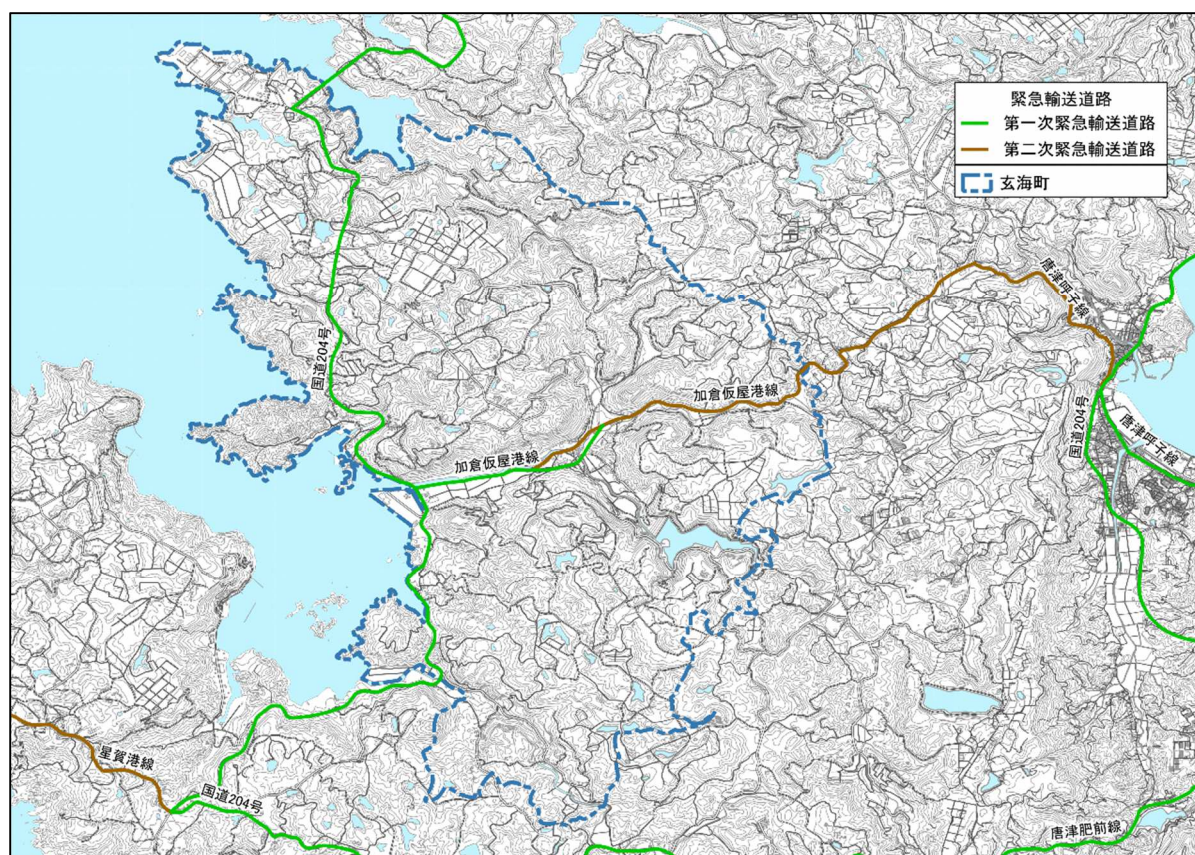 緊急輸送道路
第一次緊急輸送道路
第二次緊急輸送道路
玄海町
唐津呼子線
国道204号
加倉仮屋港線
加倉仮屋港線
国道204号
唐津呼子線
星賀港線
国道204号
唐津肥前線